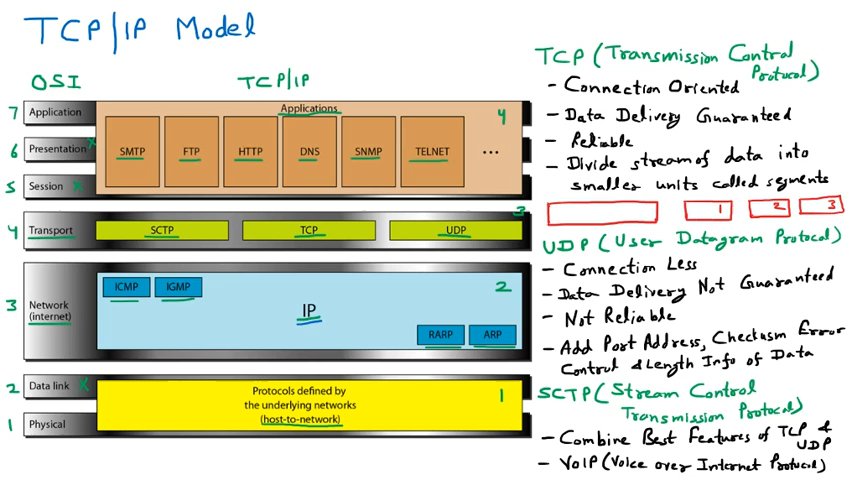 TCP/IP Model
OSI
TCP/IP
7 Application
Applications
4
6 Presentation x
SMTP FTP HTTP DNS SNMP TELNET ...
5 Session x
3
4 Transport
SCTP TCP UDP
ICMP IGMP
2
3 Network
(internet)
IP
RARP ARP
2 Data link x
Protocols defined by
the underlying networks
(host-to-network)
1
1 Physical
TCP (Transmission Control
Protocol)
- Connection Oriented
- Data Delivery Guaranteed
- Reliable
- Divide stream of data into
smaller units called segments
1 2 3
UDP (User Datagram Protocol)
- Connection Less
- Data Delivery Not Guaranteed
- Not Reliable
- Add Port Address, Checksum Error
Control & Length Info of Data
SCTP (Stream Control
Transmission Protocol)
- Combine Best Features of TCP &
UDP
- VOIP (Voice over Internet Protocol)